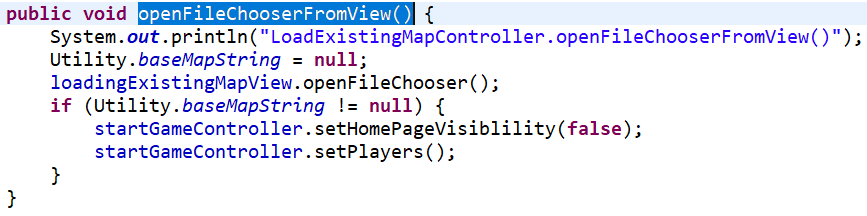 public void openFileChooserFromView() {
    System.out.println("LoadExistingMapController.openFileChooserFromView()");
    Utility.baseMapString = null;
    loadingExistingMapView.openFileChooser();
    if (Utility.baseMapString != null) {
        startGameController.setHomePageVisiblility(false);
        startGameController.setPlayers();
    }
}